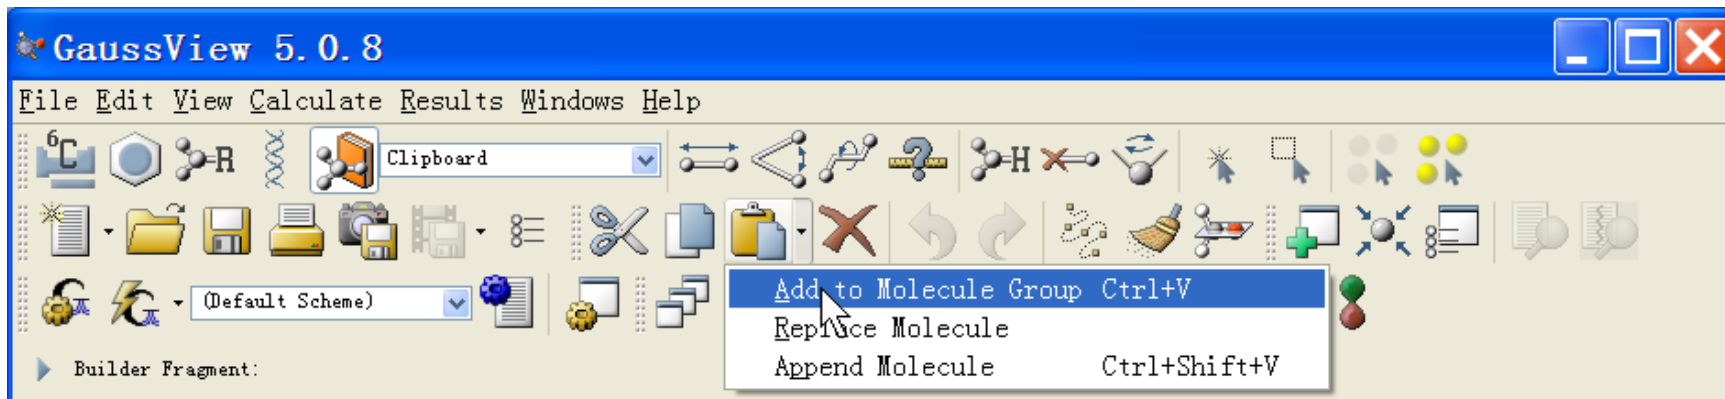 GaussView 5.0.8
File Edit View Calculate Results Windows Help
6C R Clipboard H
(Default Scheme)
Add to Molecule Group Ctrl+V
Replace Molecule
Append Molecule Ctrl+Shift+V
Builder Fragment: